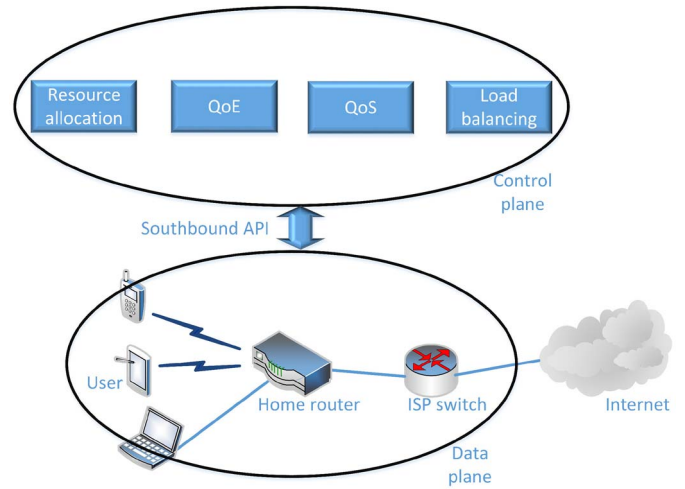 Resource
allocation
QoE
QoS
Load
balancing
Control
plane
Southbound API
User
Home router
ISP switch
Internet
Data
plane